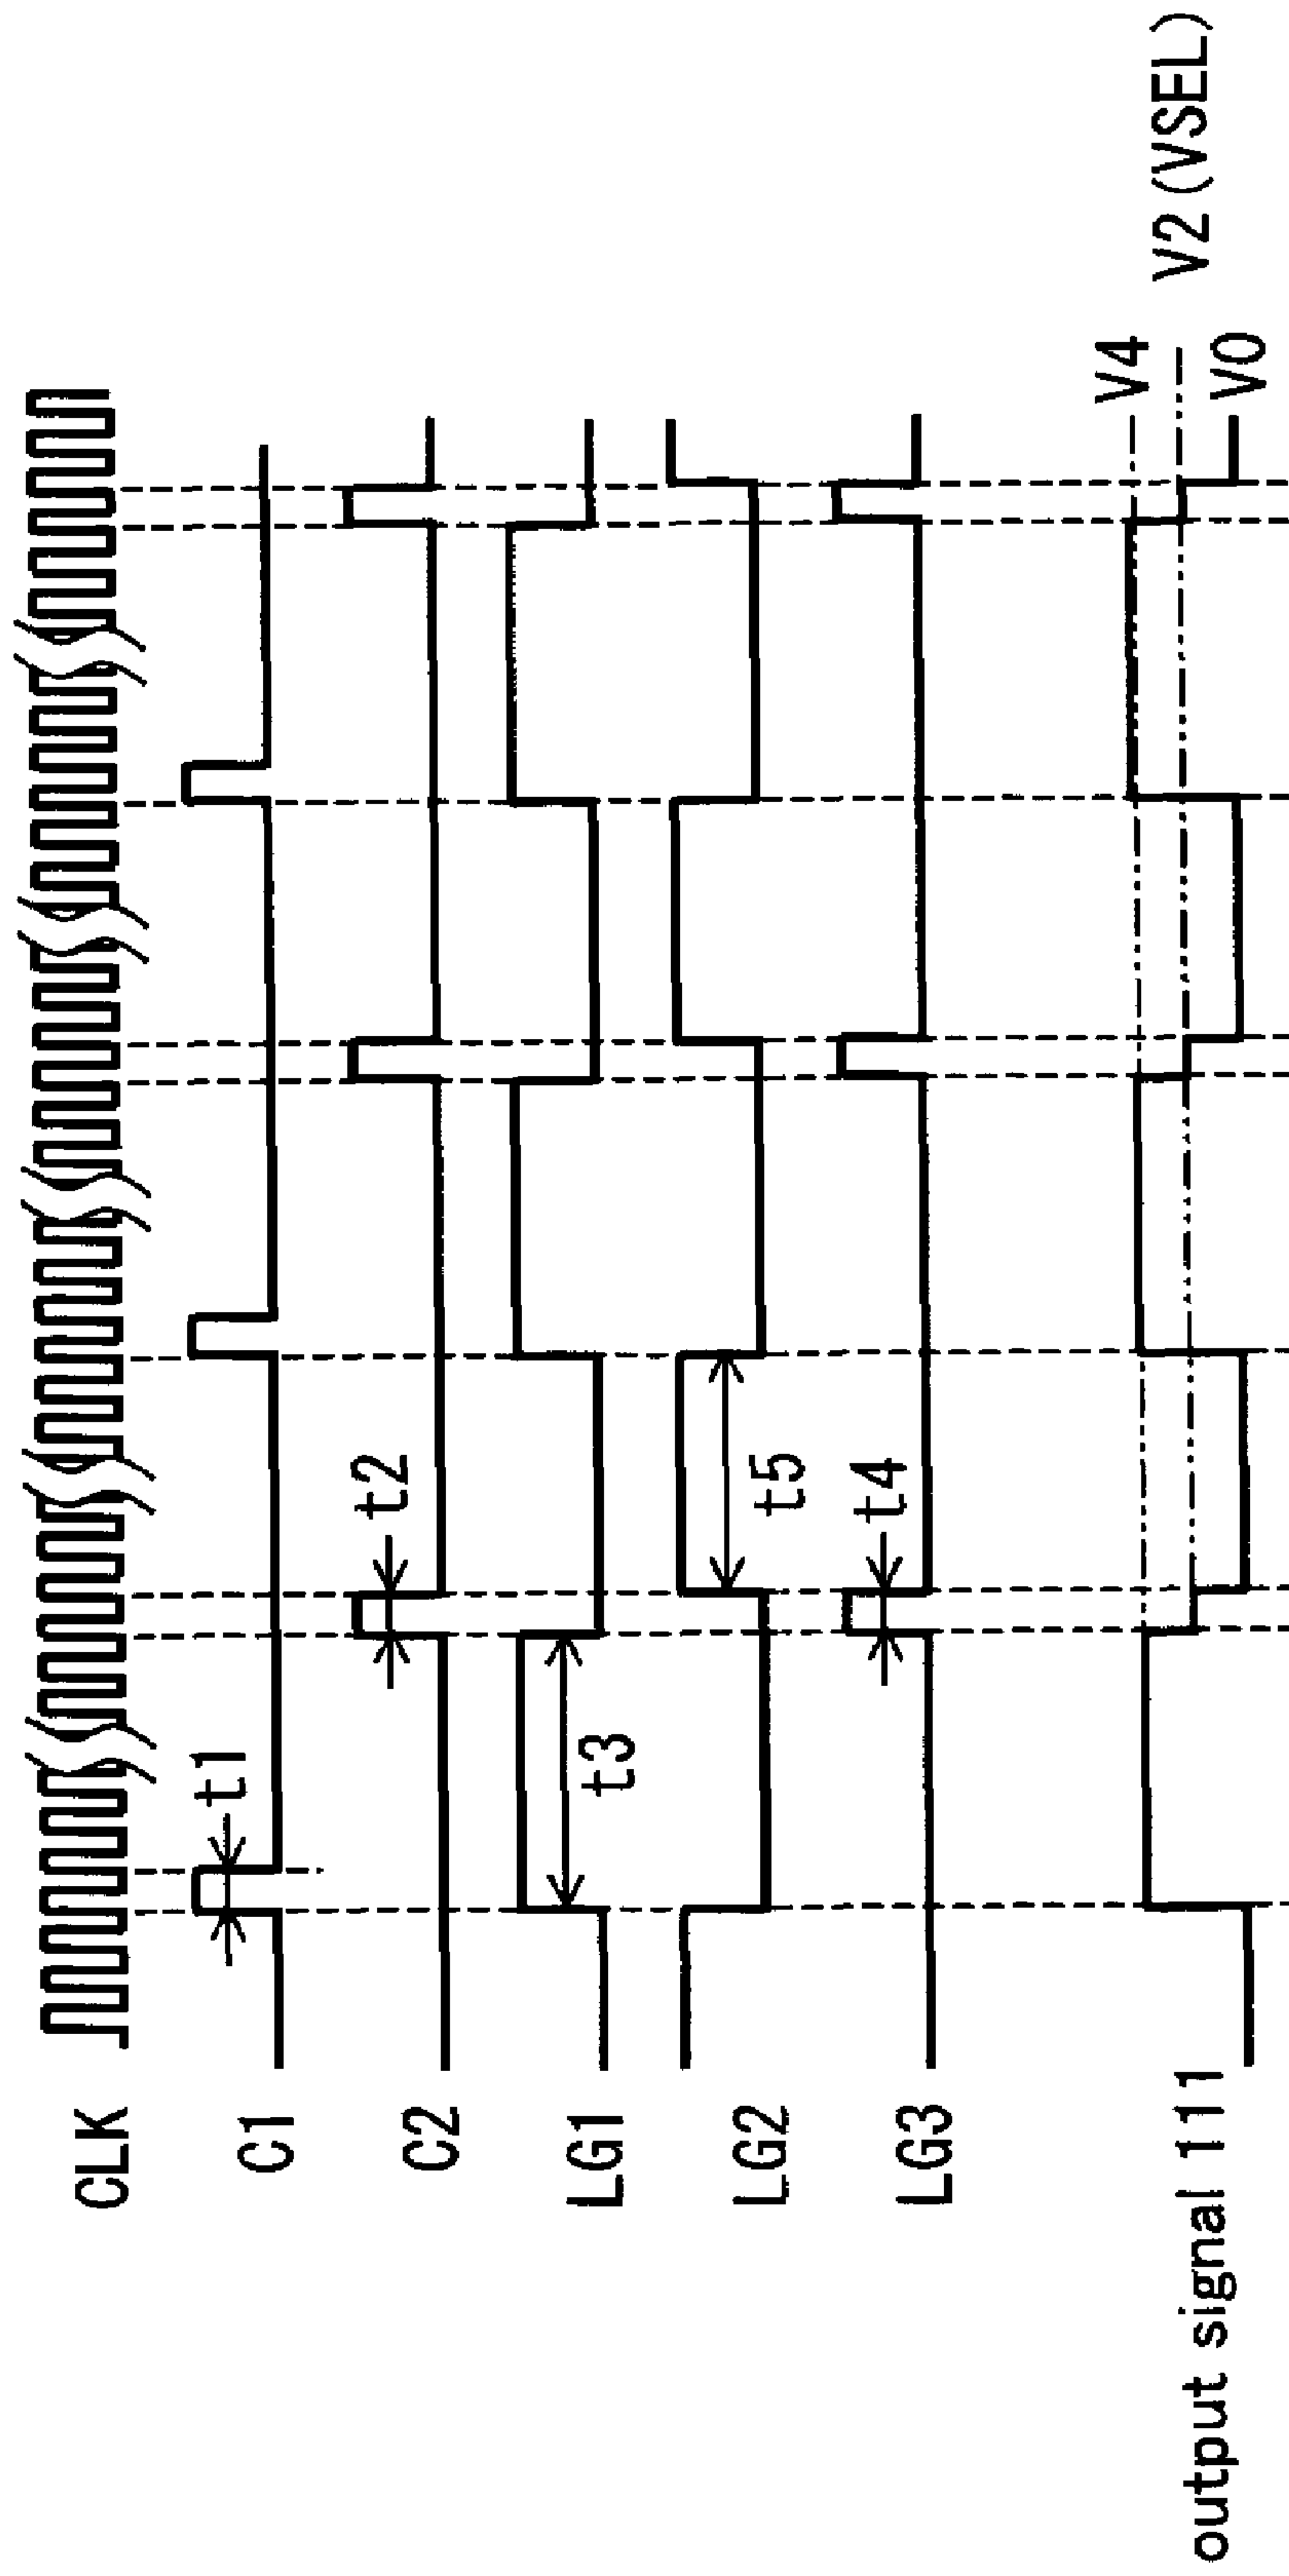 CLK
C1
t1
C2
t2
LG1
t3
LG2
t5
LG3
t4
output signal 111
V4
V2 (VSEL)
V0